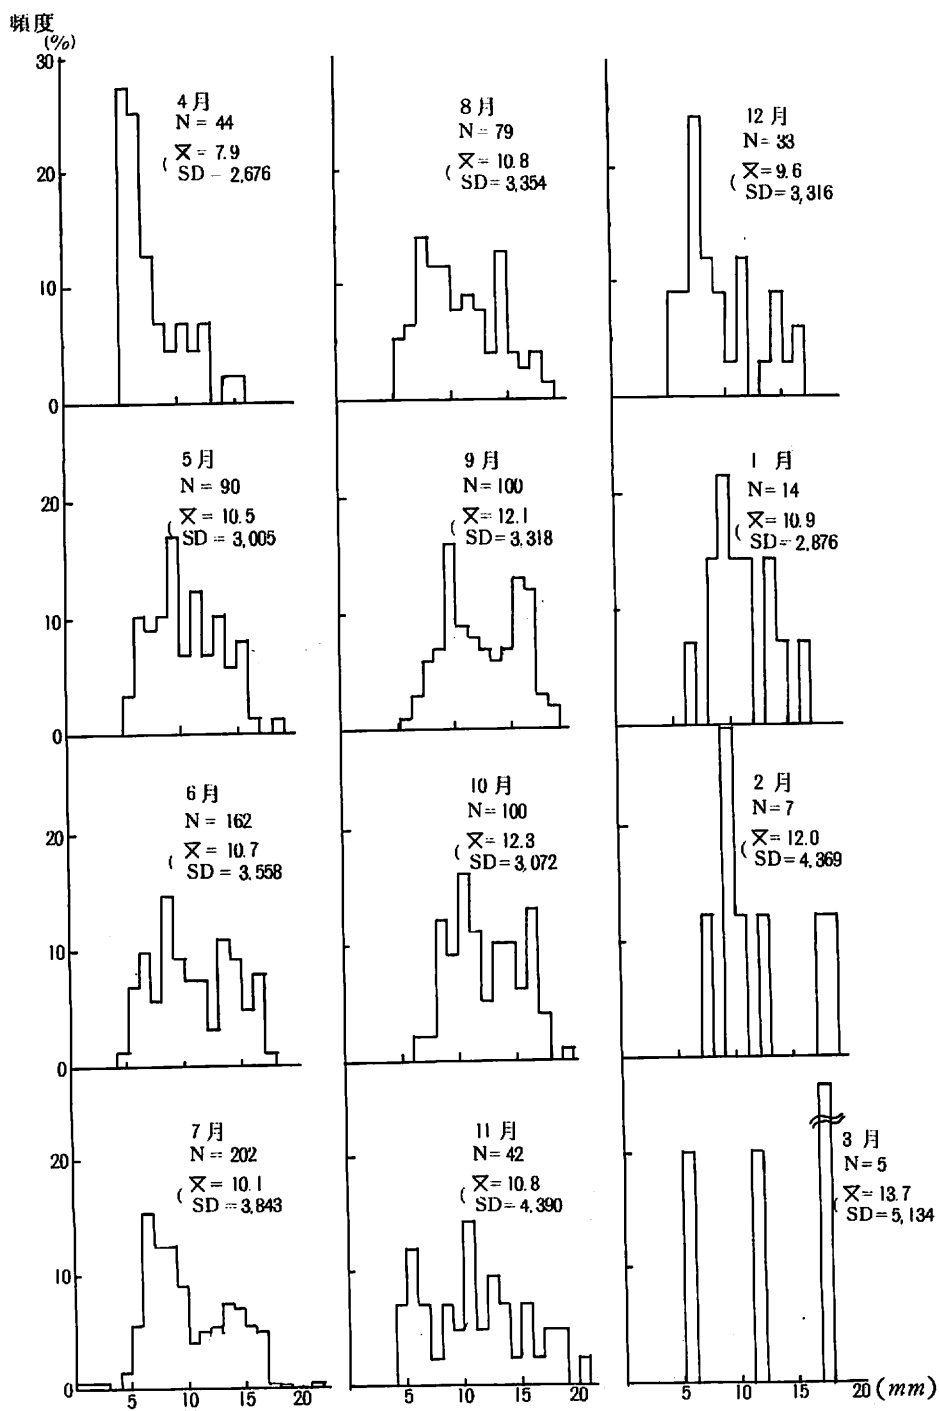 頻度
(%)
30
20
10
0
4月
N = 44
X̄ = 7.9
SD = 2,676
20
10
0
5月
N = 90
X̄ = 10.5
SD = 3,005
20
10
0
6月
N = 162
X̄ = 10.7
SD = 3,558
20
10
0
7月
N = 202
X̄ = 10.1
SD = 3,843
5 10 15 20
8月
N = 79
X̄ = 10.8
SD = 3,354
9月
N = 100
X̄ = 12.1
SD = 3,318
10月
N = 100
X̄ = 12.3
SD = 3,072
11月
N = 42
X̄ = 10.8
SD = 4,390
5 10 15 20
12月
N = 33
X̄ = 9.6
SD = 3,316
1月
N = 14
X̄ = 10.9
SD = 2,876
2月
N = 7
X̄ = 12.0
SD = 4,369
3月
N = 5
X̄ = 13.7
SD = 5,134
5 10 15 20 (mm)